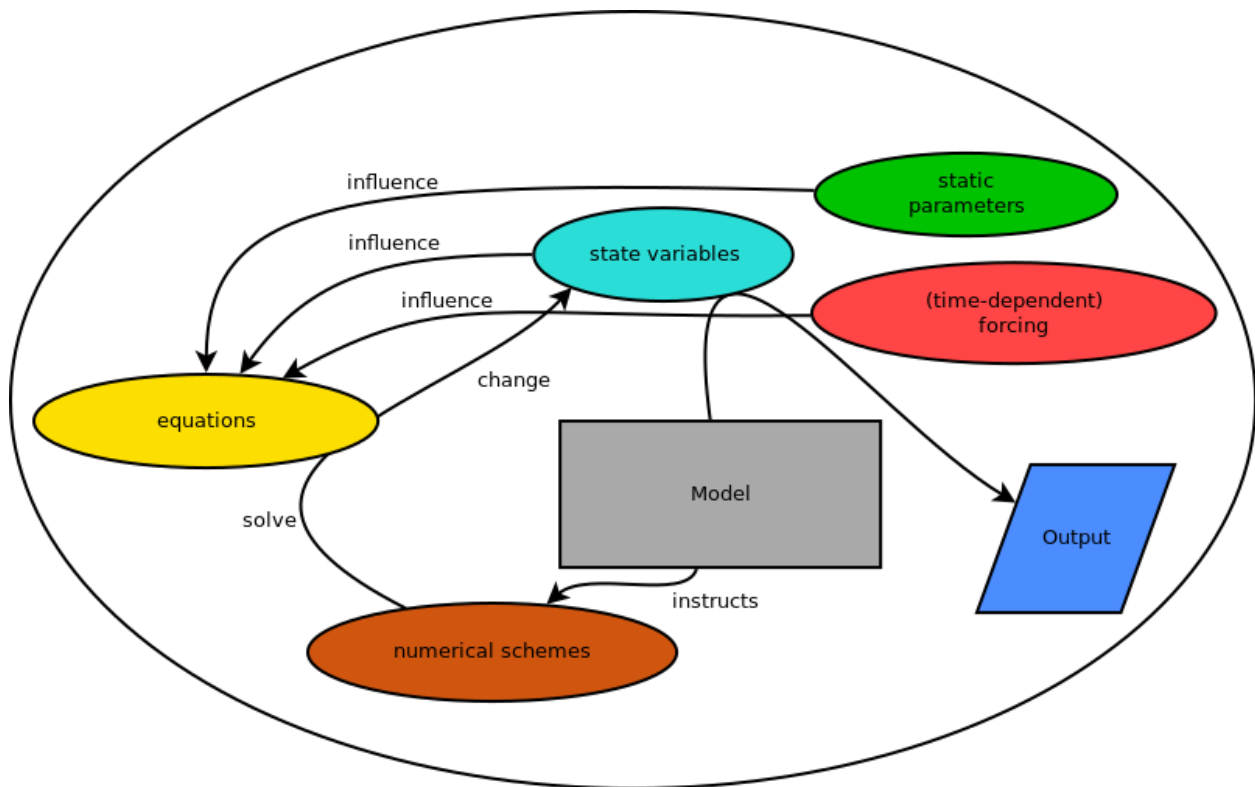 influence
static
parameters
influence
state variables
influence
(time-dependent)
forcing
change
equations
Model
solve
Output
instructs
numerical schemes